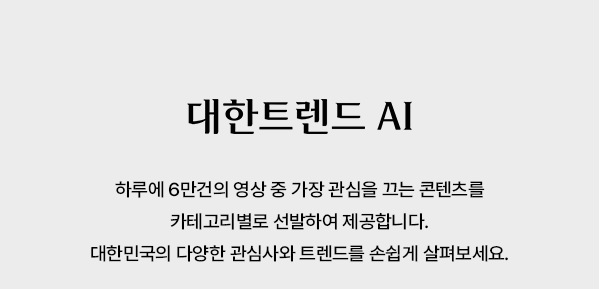 대한트렌드 AI
하루에 6만건의 영상 중 가장 관심을 끄는 콘텐츠를
카테고리별로 선발하여 제공합니다.
대한민국의 다양한 관심사와 트렌드를 손쉽게 살펴보세요.